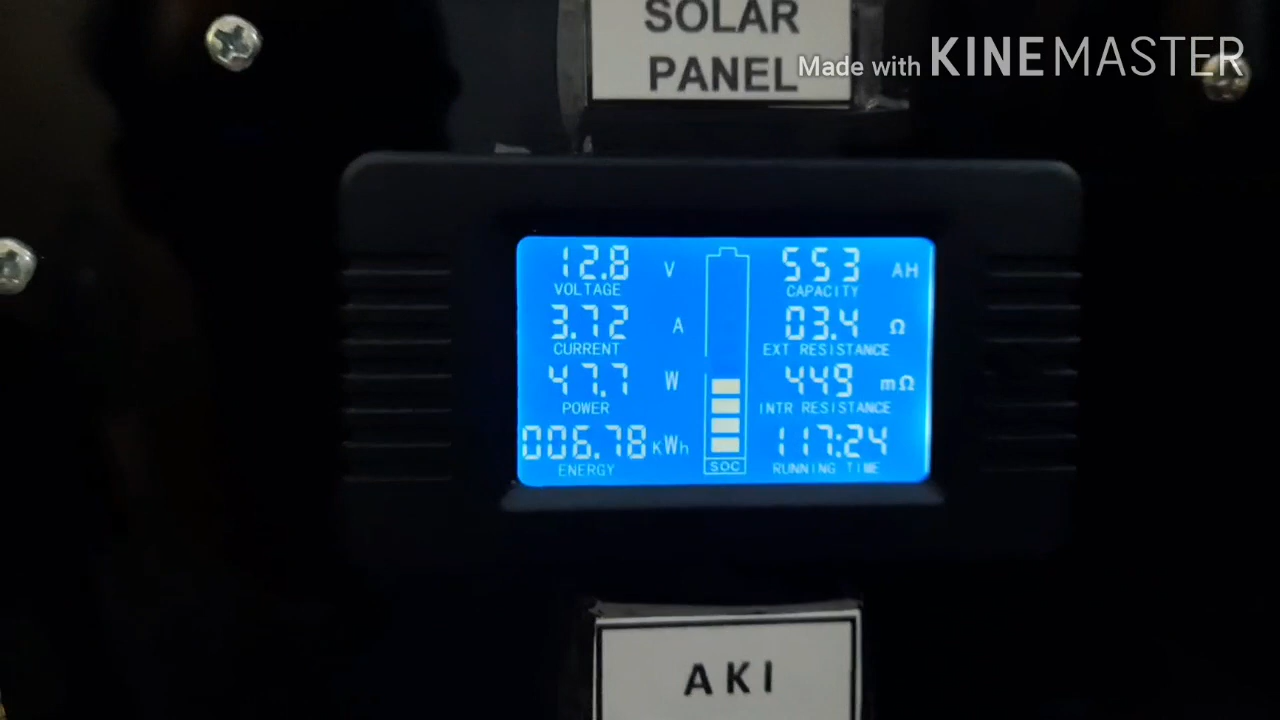 SOLAR
PANEL
Made with KINEMASTER
12.8 V
VOLTAGE
3.72 A
CURRENT
47.7 W
POWER
006.78 KWh
ENERGY
SOC
553 AH
CAPACITY
03.4 Ω
EXT RESISTANCE
449 mΩ
INTR RESISTANCE
117:24
RUNNING TIME
AKI